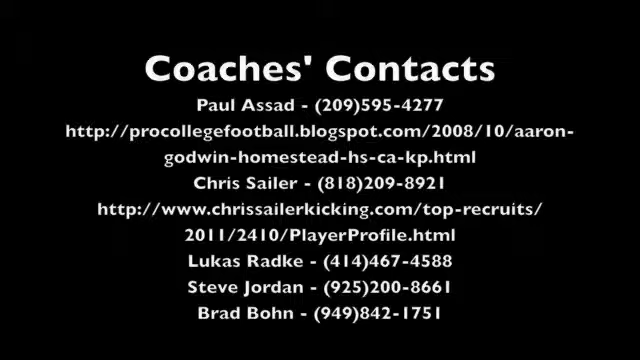 Coaches' Contacts
Paul Assad - (209)595-4277
http://procollegefootball.blogspot.com/2008/10/aaron-
godwin-homestead-hs-ca-kp.html
Chris Sailer - (818)209-8921
http://www.chrissailerkicking.com/top-recruits/
2011/2410/PlayerProfile.html
Lukas Radke - (414)467-4588
Steve Jordan - (925)200-8661
Brad Bohn - (949)842-1751